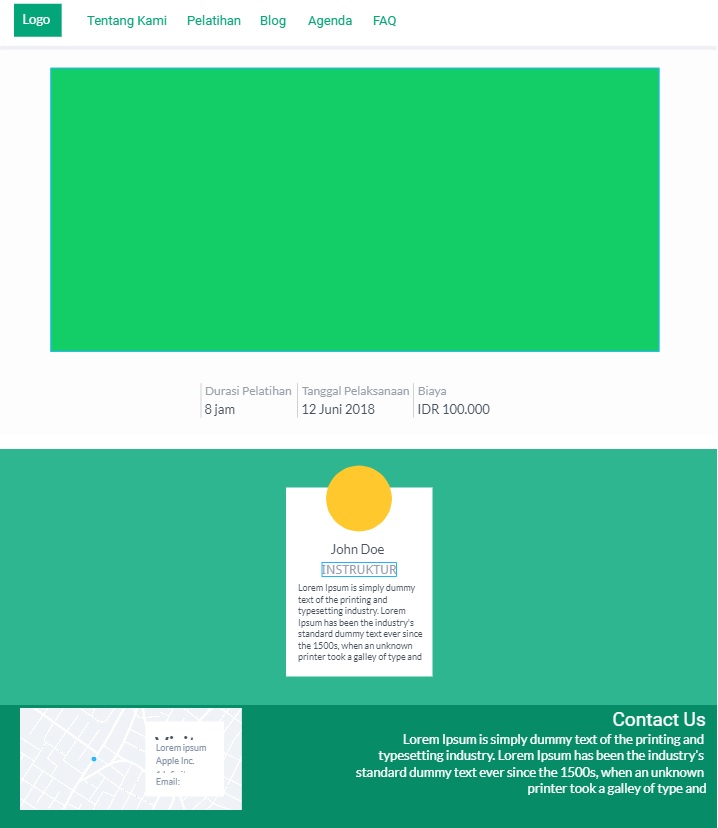 Logo
Tentang Kami
Pelatihan
Blog
Agenda
FAQ
Durasi Pelatihan
8 jam
Tanggal Pelaksanaan
12 Juni 2018
Biaya
IDR 100.000
John Doe
INSTRUKTUR
Lorem Ipsum is simply dummy
text of the printing and
typesetting industry. Lorem
Ipsum has been the industry's
standard dummy text ever since
the 1500s, when an unknown
printer took a galley of type and
Lorem ipsum
Apple Inc.
Email:
Contact Us
Lorem Ipsum is simply dummy text of the printing and
typesetting industry. Lorem Ipsum has been the industry's
standard dummy text ever since the 1500s, when an unknown
printer took a galley of type and